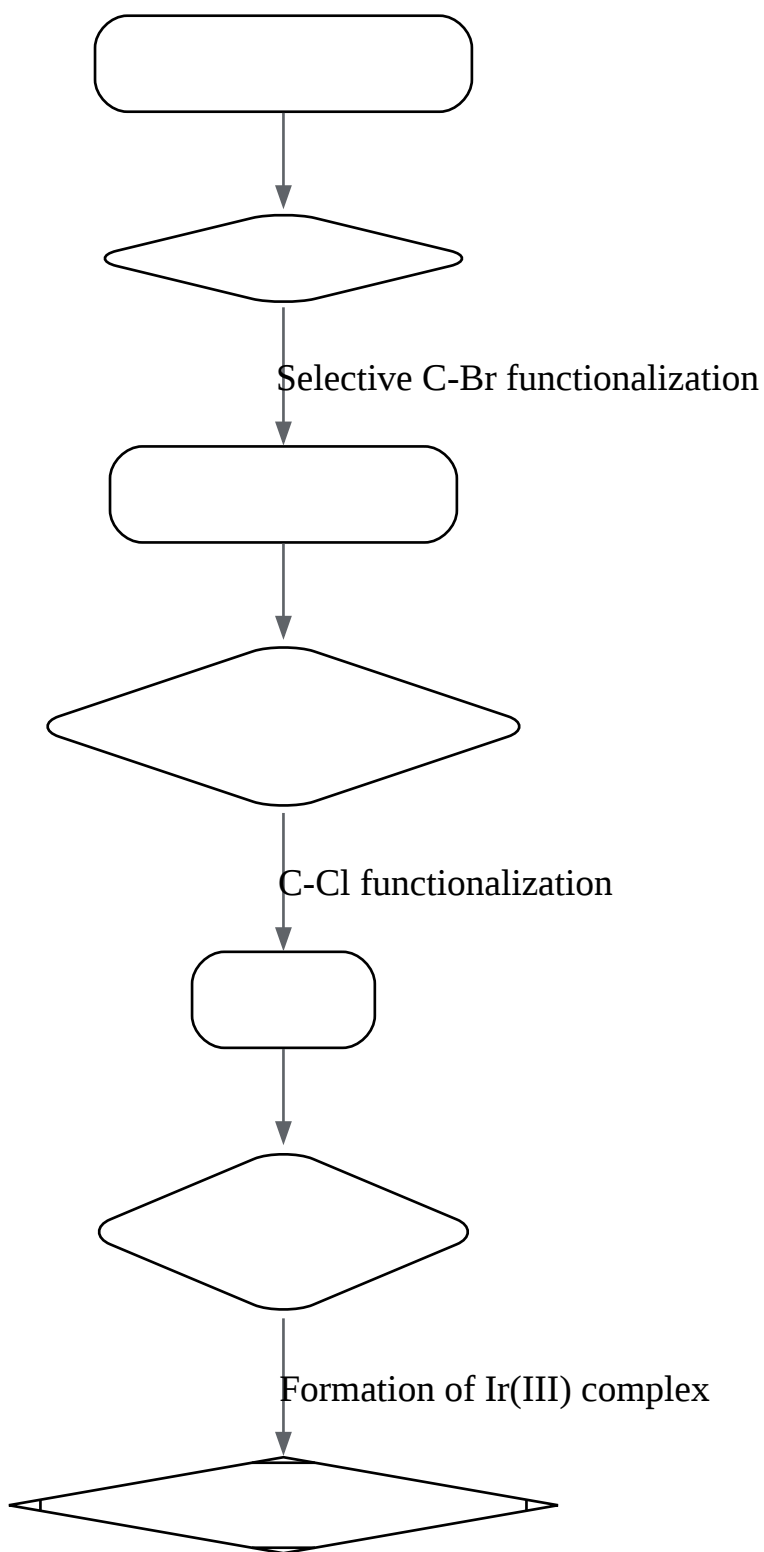 Selective C-Br functionalization
C-Cl functionalization
Formation of Ir(III) complex